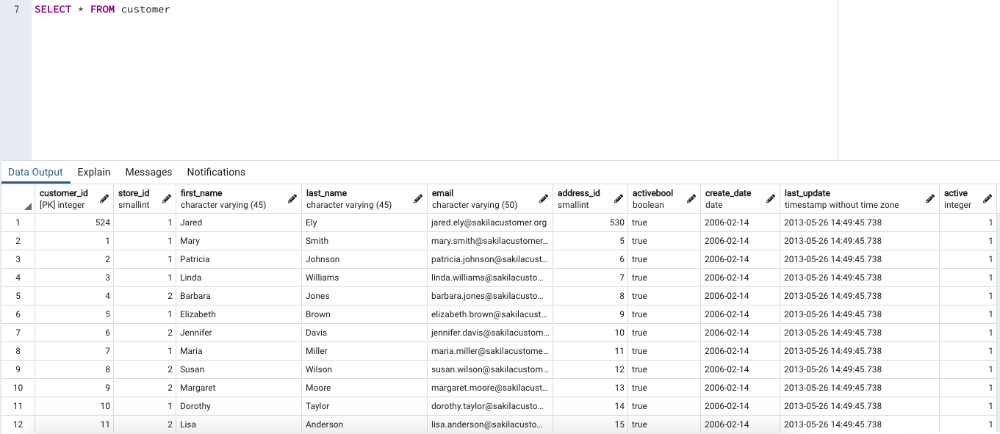 7 SELECT * FROM customer
Data Output Explain Messages Notifications
customer_id store_id first_name last_name email address_id activebool create_date last_update active
[PK] integer smallint character varying (45) character varying (45) character varying (50) smallint boolean date timestamp without time zone integer
1 524 1 Jared Ely jared.ely@sakilacustomer.org 530 true 2006-02-14 2013-05-26 14:49:45.738 1
2 1 1 Mary Smith mary.smith@sakilacustomer... 5 true 2006-02-14 2013-05-26 14:49:45.738 1
3 2 1 Patricia Johnson patricia.johnson@sakilacust... 6 true 2006-02-14 2013-05-26 14:49:45.738 1
4 3 1 Linda Williams linda.williams@sakilacusto... 7 true 2006-02-14 2013-05-26 14:49:45.738 1
5 4 2 Barbara Jones barbara.jones@sakilacusto... 8 true 2006-02-14 2013-05-26 14:49:45.738 1
6 5 1 Elizabeth Brown elizabeth.brown@sakilacust... 9 true 2006-02-14 2013-05-26 14:49:45.738 1
7 6 2 Jennifer Davis jennifer.davis@sakilacustom... 10 true 2006-02-14 2013-05-26 14:49:45.738 1
8 7 1 Maria Miller maria.miller@sakilacustome... 11 true 2006-02-14 2013-05-26 14:49:45.738 1
9 8 2 Susan Wilson susan.wilson@sakilacustom... 12 true 2006-02-14 2013-05-26 14:49:45.738 1
10 9 2 Margaret Moore margaret.moore@sakilacust... 13 true 2006-02-14 2013-05-26 14:49:45.738 1
11 10 1 Dorothy Taylor dorothy.taylor@sakilacusto... 14 true 2006-02-14 2013-05-26 14:49:45.738 1
12 11 2 Lisa Anderson lisa.anderson@sakilacusto... 15 true 2006-02-14 2013-05-26 14:49:45.738 1